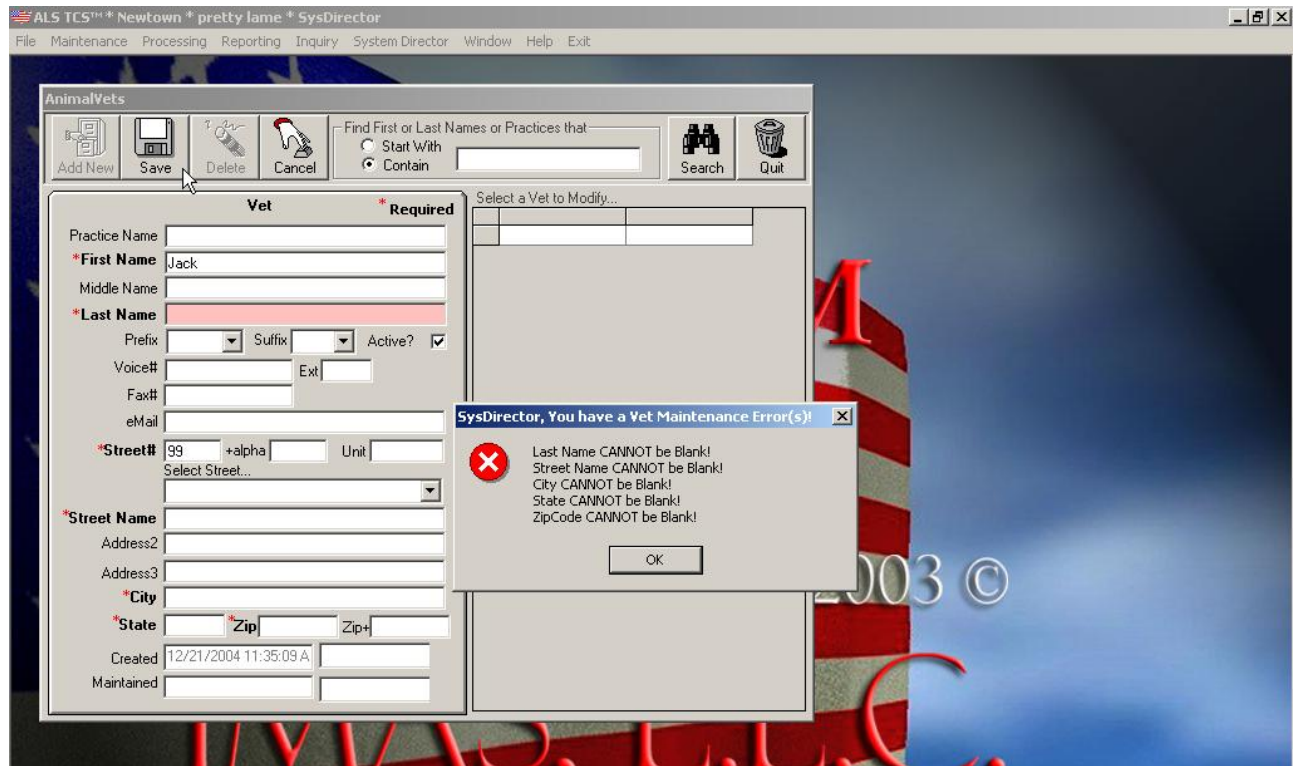 ALS TCS™ * Newtown * pretty lame * SysDirector
File Maintenance Processing Reporting Inquiry System Director Window Help Exit
AnimalVets
Add New Save Delete Cancel
Find First or Last Names or Practices that
Start With
Contain
Search Quit
Vet * Required
Select a Vet to Modify...
Practice Name
*First Name Jack
Middle Name
*Last Name
Prefix Suffix Active?
Voice# Ext
Fax#
eMail
*Street# 99 +alpha Unit
Select Street...
*Street Name
Address2
Address3
*City
*State *Zip Zip+
Created 12/21/2004 11:35:09 A
Maintained
SysDirector, You have a Vet Maintenance Error(s)!
Last Name CANNOT be Blank!
Street Name CANNOT be Blank!
City CANNOT be Blank!
State CANNOT be Blank!
ZipCode CANNOT be Blank!
OK
M
2003 ©
L.L.C.